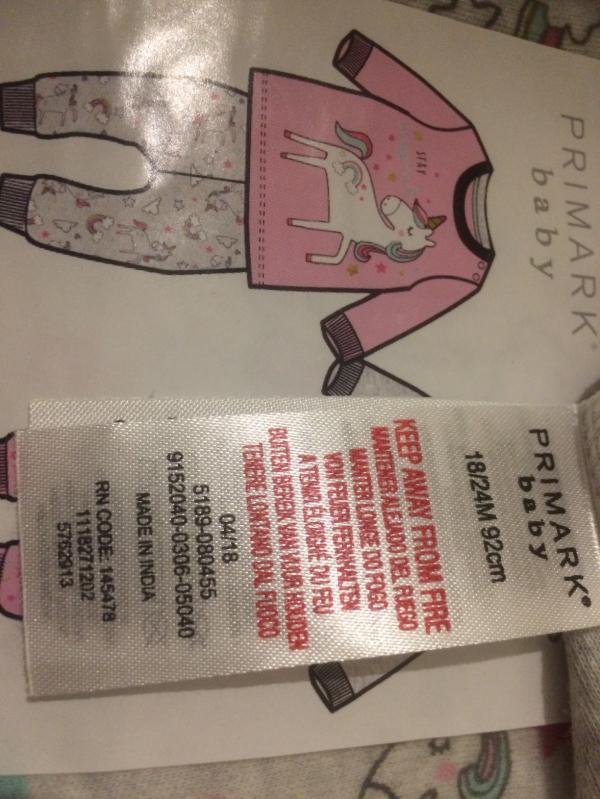 PRIMARK
baby
STAY
PRIMARK
baby
18/24M 92cm
KEEP AWAY FROM FIRE
MANTENER ALEJADO DEL FUEGO
MANTER LONGE DO FOGO
VON FEUER FERNHALTEN
A TENIR ÉLOIGNÉ DU FEU
BUITEN BEREIK VAN VUUR HOUDEN
TENERE LONTANO DAL FUOCO
04/18
5189-080455
9152040-0306-05040
MADE IN INDIA
RN CODE: 145478
1118271202
5782913